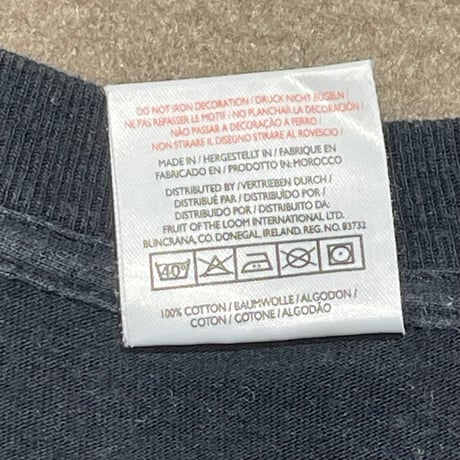 DO NOT IRON DECORATION / DRUCK NICHT BÜGELN /
NE PAS REPASSER LE MOTIF / NO PLANCHAR LA DECORACIÓN /
NÃO PASSAR A DECORAÇÃO A FERRO /
NON STIRARE IL DISEGNO STIRARE AL ROVESCIO /
MADE IN / HERGESTELLT IN / FABRIQUE EN
FABRICADO EN / PRODOTTO IN: MOROCCO
DISTRIBUTED BY / VERTRIEBEN DURCH /
DISTRIBUÉ PAR / DISTRIBUÍDO POR /
DISTRIBUIDO POR / DISTRIBUITO DA
FRUIT OF THE LOOM INTERNATIONAL LTD.
BUNCRANA, CO. DONEGAL, IRELAND. REG. NO. 83732
40°
100% COTTON / BAUMWOLLE / ALGODON /
COTON / COTONE / ALGODÃO